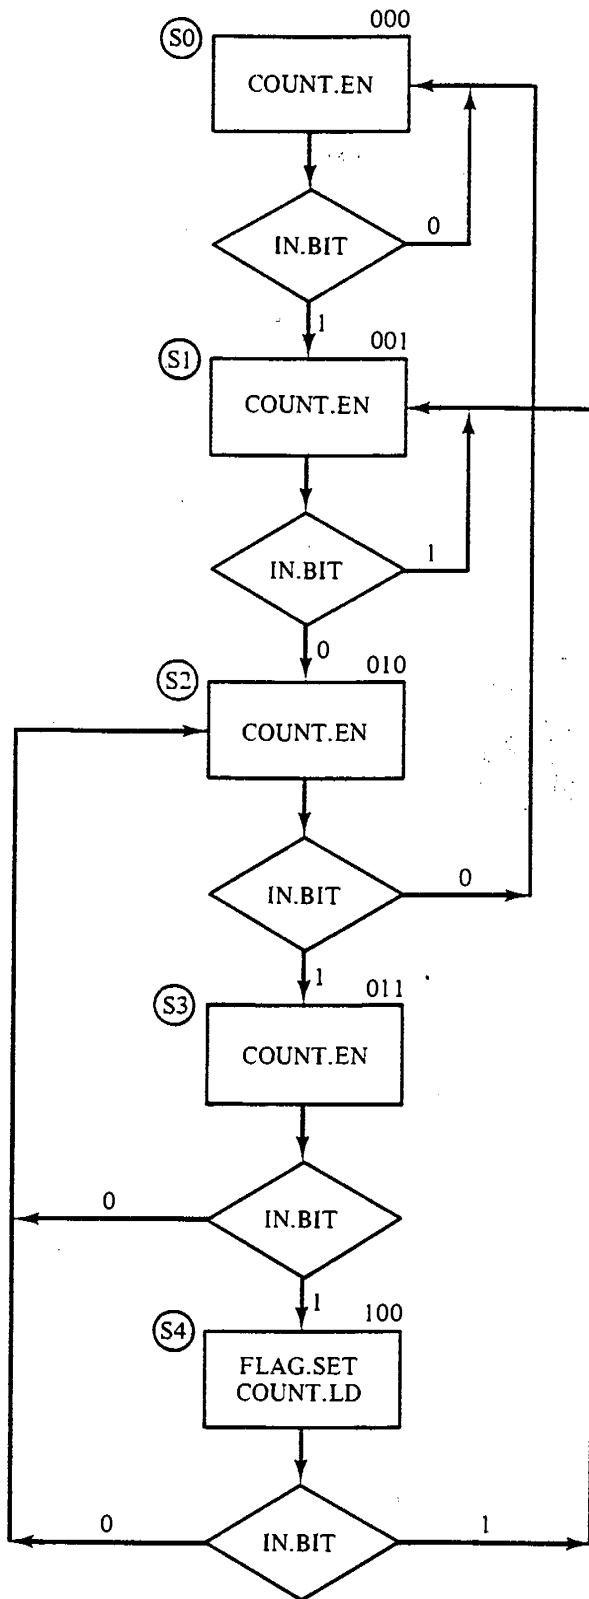 000
S0
COUNT.EN
IN.BIT
0
1
001
S1
COUNT.EN
IN.BIT
1
0
010
S2
COUNT.EN
IN.BIT
0
1
011
S3
COUNT.EN
0
IN.BIT
1
100
S4
FLAG.SET
COUNT.LD
0
IN.BIT
1